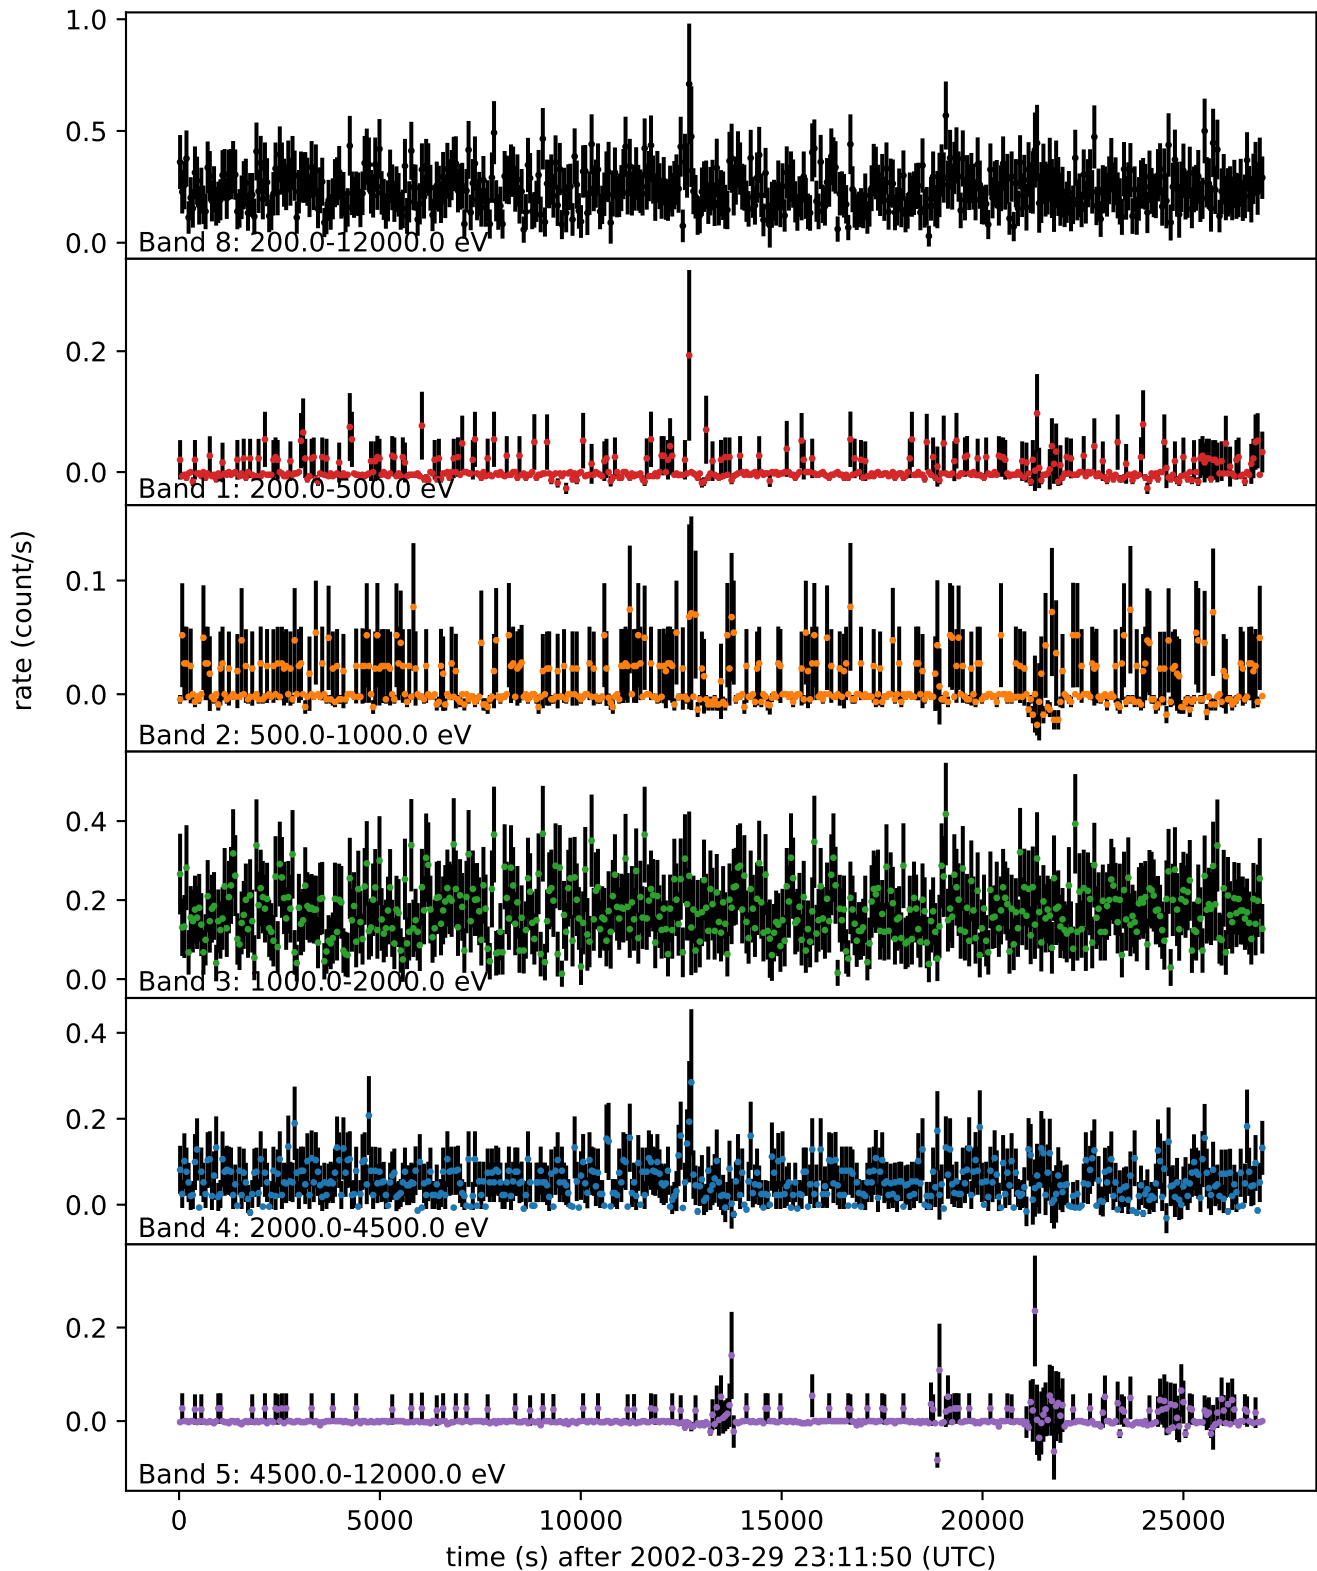 1.0
0.5
0.0
Band 8: 200.0-12000.0 eV
0.2
0.0
Band 1: 200.0-500.0 eV
0.1
0.0
Band 2: 500.0-1000.0 eV
rate (count/s)
0.4
0.2
0.0
Band 3: 1000.0-2000.0 eV
0.4
0.2
0.0
Band 4: 2000.0-4500.0 eV
0.2
0.0
Band 5: 4500.0-12000.0 eV
0 5000 10000 15000 20000 25000
time (s) after 2002-03-29 23:11:50 (UTC)